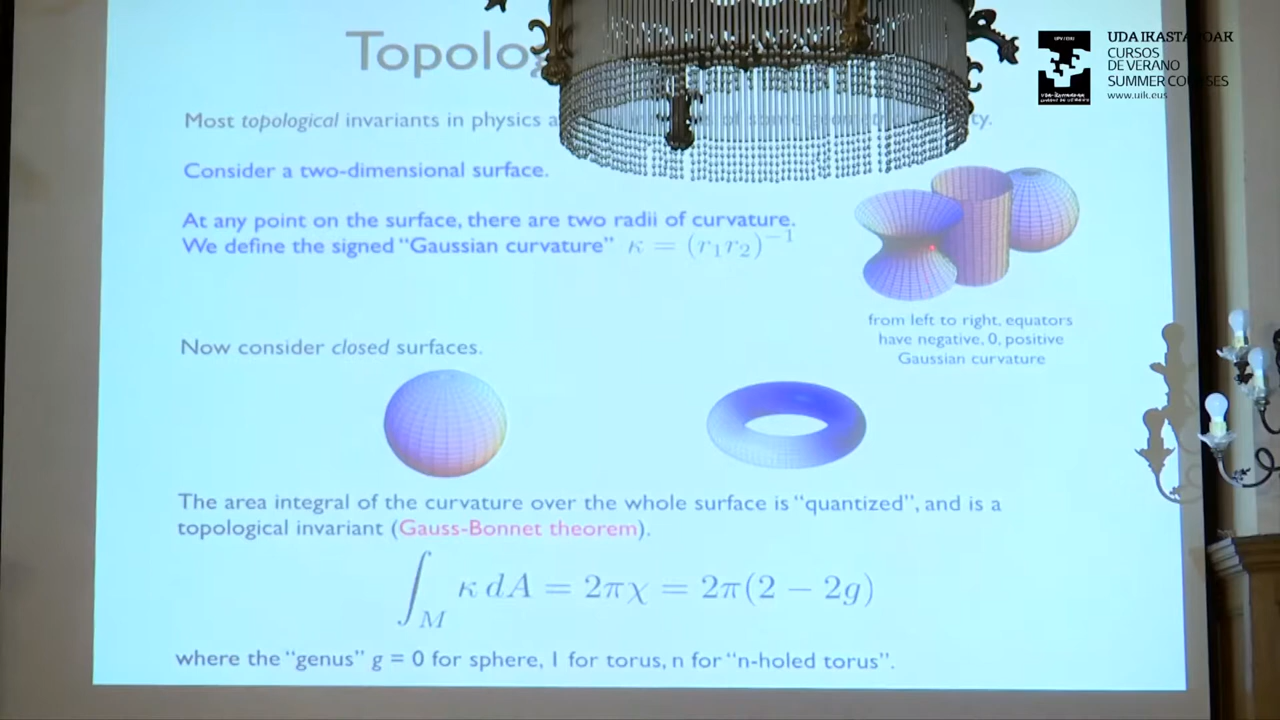 Topolo
Most topological invariants in physics a
ty.
Consider a two-dimensional surface.
At any point on the surface, there are two radii of curvature.
We define the signed "Gaussian curvature" κ = (r₁r₂)⁻¹
from left to right, equators
have negative, 0, positive
Gaussian curvature
Now consider closed surfaces.
The area integral of the curvature over the whole surface is "quantized", and is a
topological invariant (Gauss-Bonnet theorem).
∫_M κ dA = 2πχ = 2π(2 − 2g)
where the "genus" g = 0 for sphere, 1 for torus, n for "n-holed torus".
UDA IKASTAROAK
CURSOS
DE VERANO
SUMMER COURSES
www.uik.eus